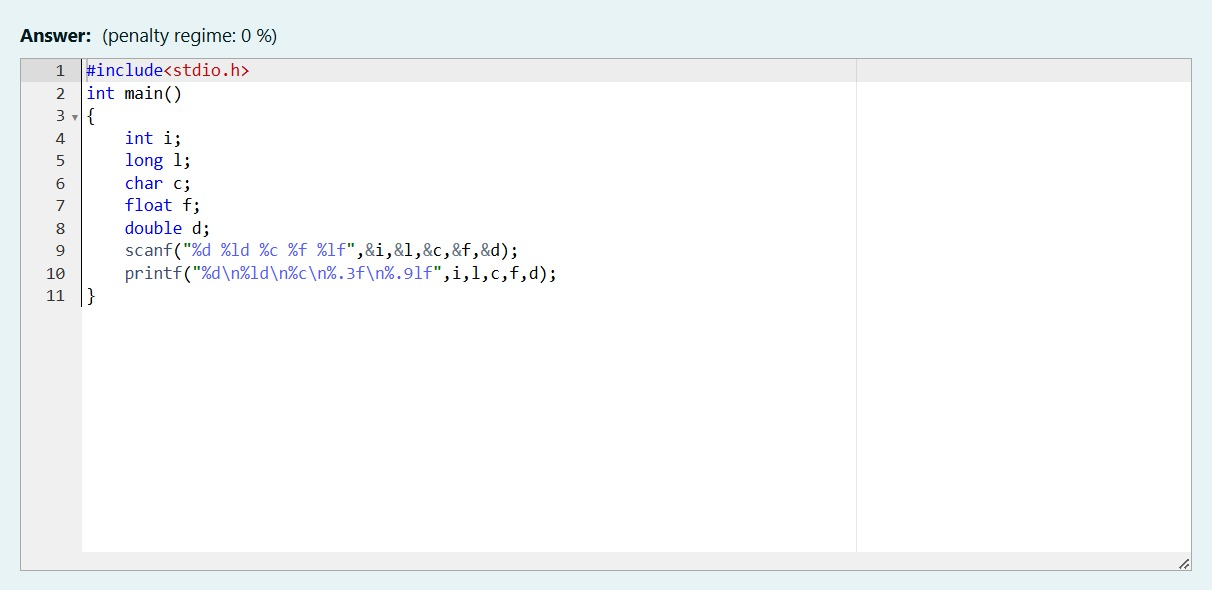 Answer: (penalty regime: 0 %)
1 #include<stdio.h>
2 int main()
3 {
4     int i;
5     long l;
6     char c;
7     float f;
8     double d;
9     scanf("%d %ld %c %f %lf",&i,&l,&c,&f,&d);
10     printf("%d\n%ld\n%c\n%.3f\n%.9lf",i,l,c,f,d);
11 }